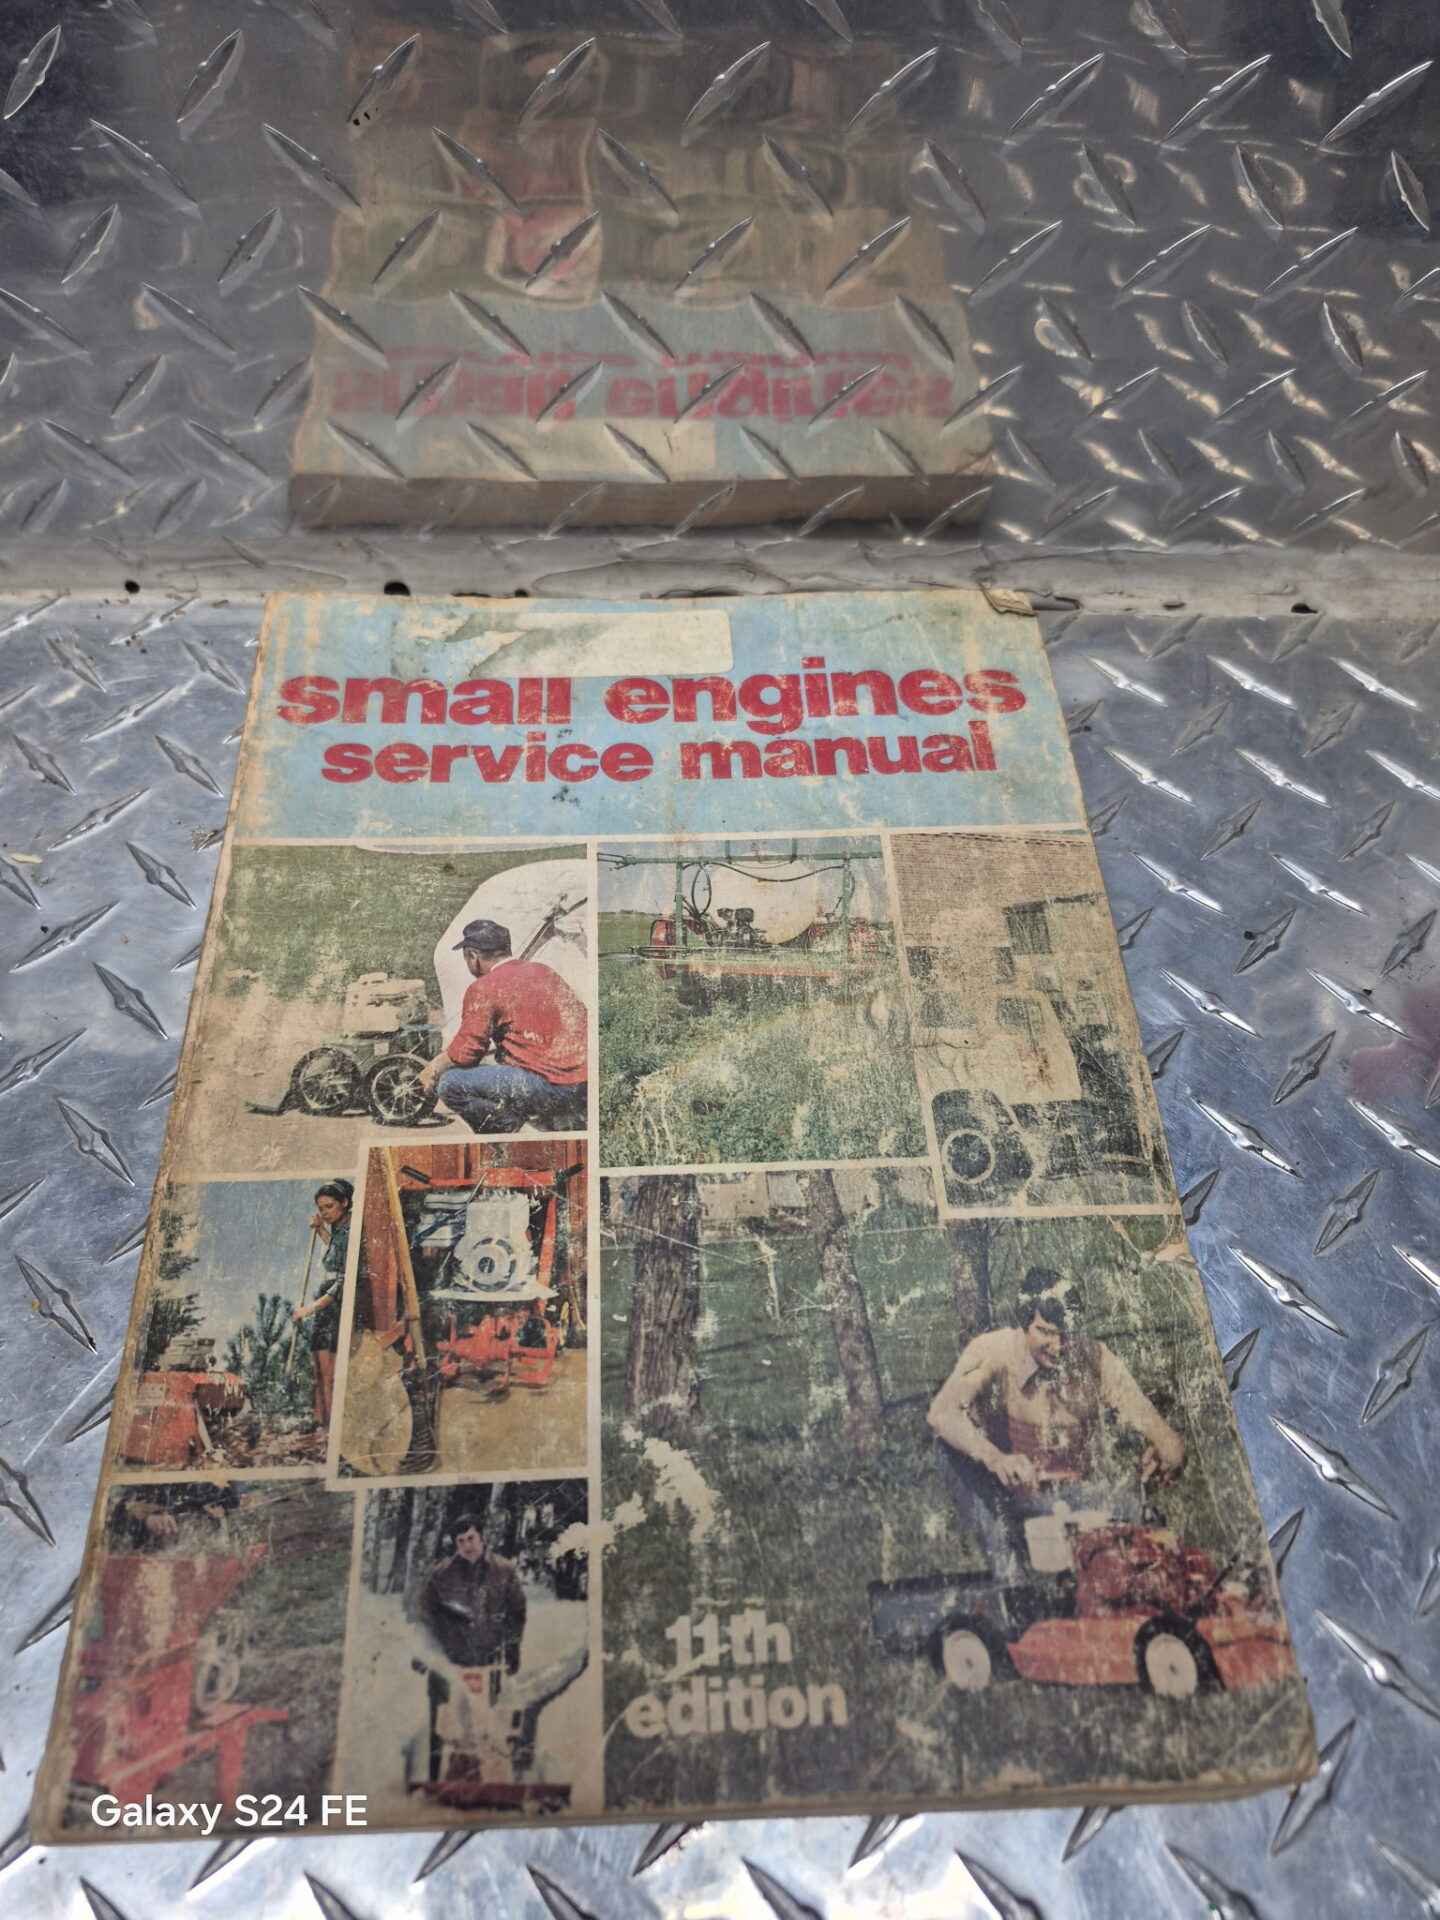 small engines
service manual
11th
edition
Galaxy S24 FE